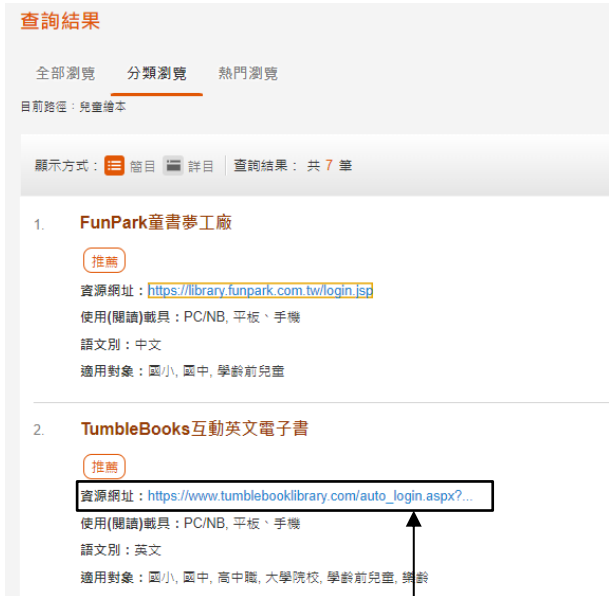 查詢結果
全部瀏覽 分類瀏覽 熱門瀏覽
目前路徑：兒童繪本
顯示方式： 簡目 詳目 查詢結果： 共 7 筆
1. FunPark童書夢工廠
推薦
資源網址：https://library.funpark.com.tw/login.jsp
使用(閱讀)載具：PC/NB, 平板、手機
語文別：中文
適用對象：國小, 國中, 學齡前兒童
2. TumbleBooks互動英文電子書
推薦
資源網址：https://www.tumblebooklibrary.com/auto_login.aspx?...
使用(閱讀)載具：PC/NB, 平板、手機
語文別：英文
適用對象：國小, 國中, 高中職, 大學院校, 學齡前兒童, 樂齡